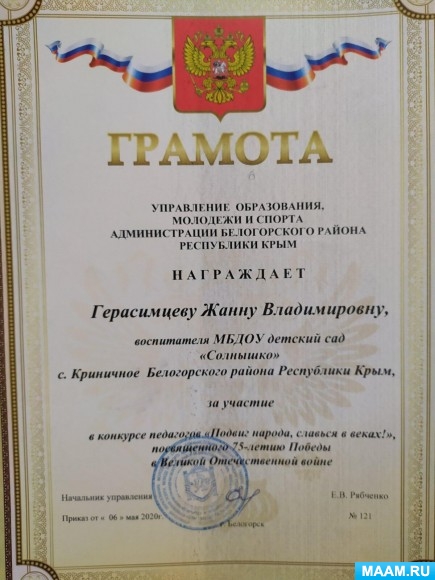 ГРАМОТА
УПРАВЛЕНИЕ ОБРАЗОВАНИЯ,
МОЛОДЕЖИ И СПОРТА
АДМИНИСТРАЦИИ БЕЛОГОРСКОГО РАЙОНА
РЕСПУБЛИКИ КРЫМ
НАГРАЖДАЕТ
Герасимцеву Жанну Владимировну,
воспитателя МБДОУ детский сад
«Солнышко»
с. Криничное Белогорского района Республики Крым,
за участие
в конкурсе педагогов «Подвиг народа, славься в веках!»,
посвященного 75-летию Победы
в Великой Отечественной войне
Начальник управления Е.В. Рябченко
Приказ от « 06 » мая 2020г. г. Белогорск № 121
MAAM.RU